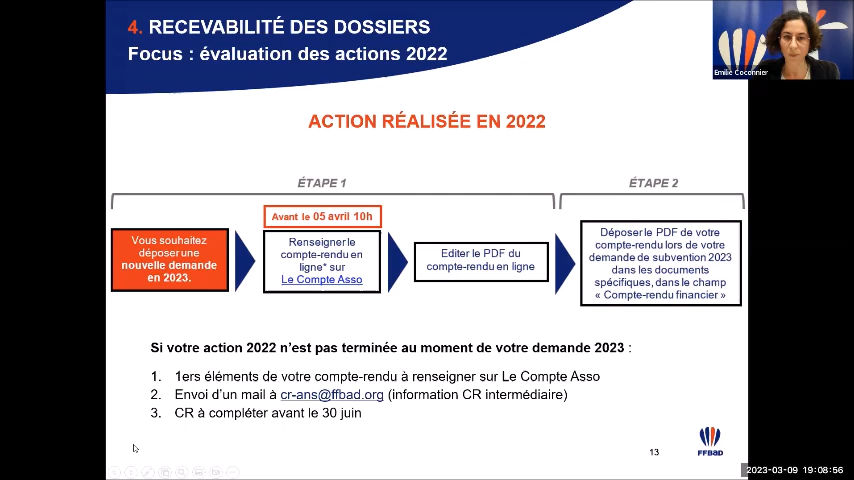 4. RECEVABILITÉ DES DOSSIERS
Focus : évaluation des actions 2022
Emilie Coconnier
ACTION RÉALISÉE EN 2022
ÉTAPE 1
ÉTAPE 2
Avant le 05 avril 10h
Vous souhaitez
déposer une
nouvelle demande
en 2023.
Renseigner le
compte-rendu en
ligne* sur
Le Compte Asso
Editer le PDF du
compte-rendu en ligne
Déposer le PDF de votre
compte-rendu lors de votre
demande de subvention 2023
dans les documents
spécifiques, dans le champ
« Compte-rendu financier »
Si votre action 2022 n'est pas terminée au moment de votre demande 2023 :
1. 1ers éléments de votre compte-rendu à renseigner sur Le Compte Asso
2. Envoi d'un mail à cr-ans@ffbad.org (information CR intermédiaire)
3. CR à compléter avant le 30 juin
13
FFBaD
2023-03-09 19:08:56